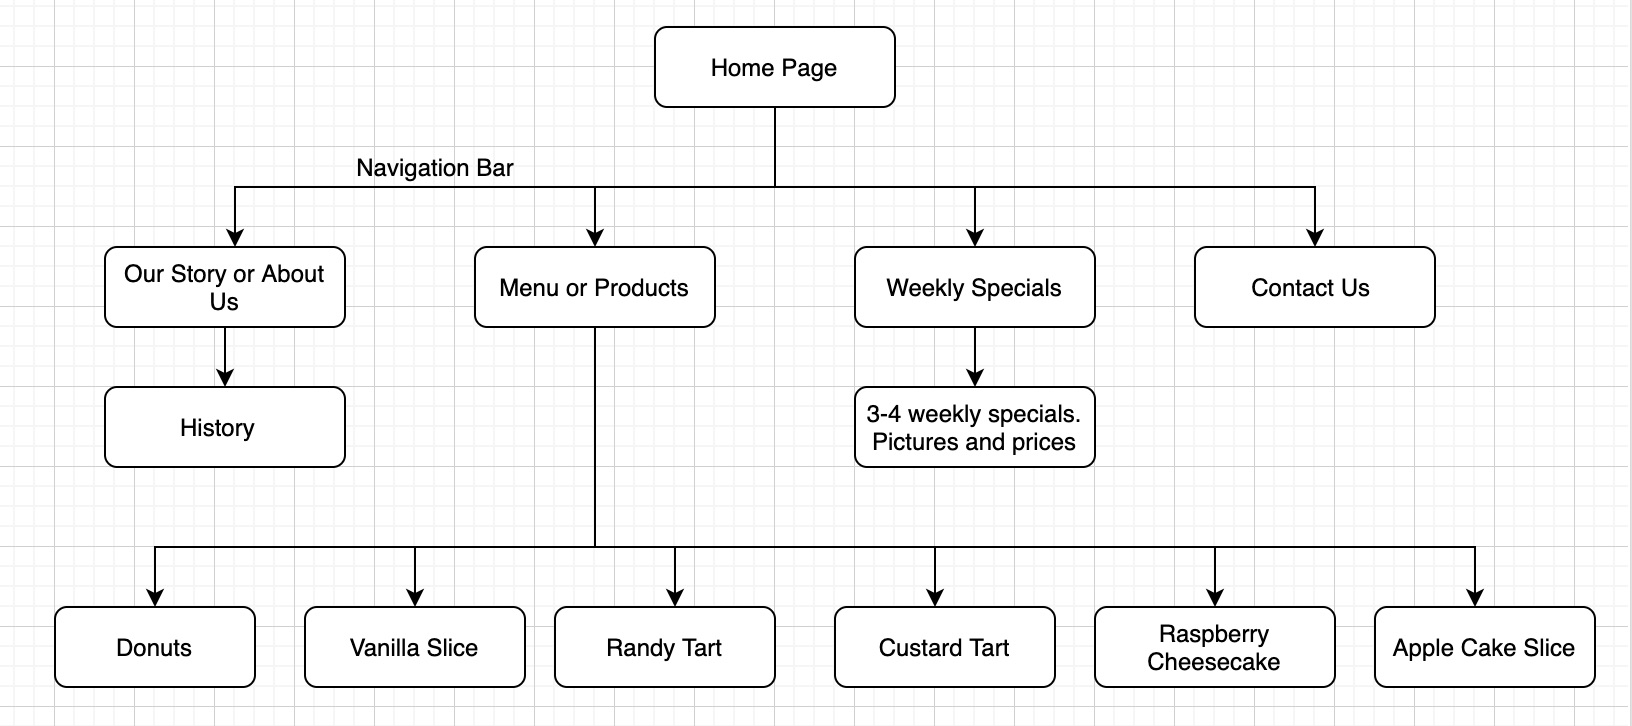 Home Page
Navigation Bar
Our Story or About
Us
Menu or Products
Weekly Specials
Contact Us
History
3-4 weekly specials.
Pictures and prices
Donuts
Vanilla Slice
Randy Tart
Custard Tart
Raspberry
Cheesecake
Apple Cake Slice